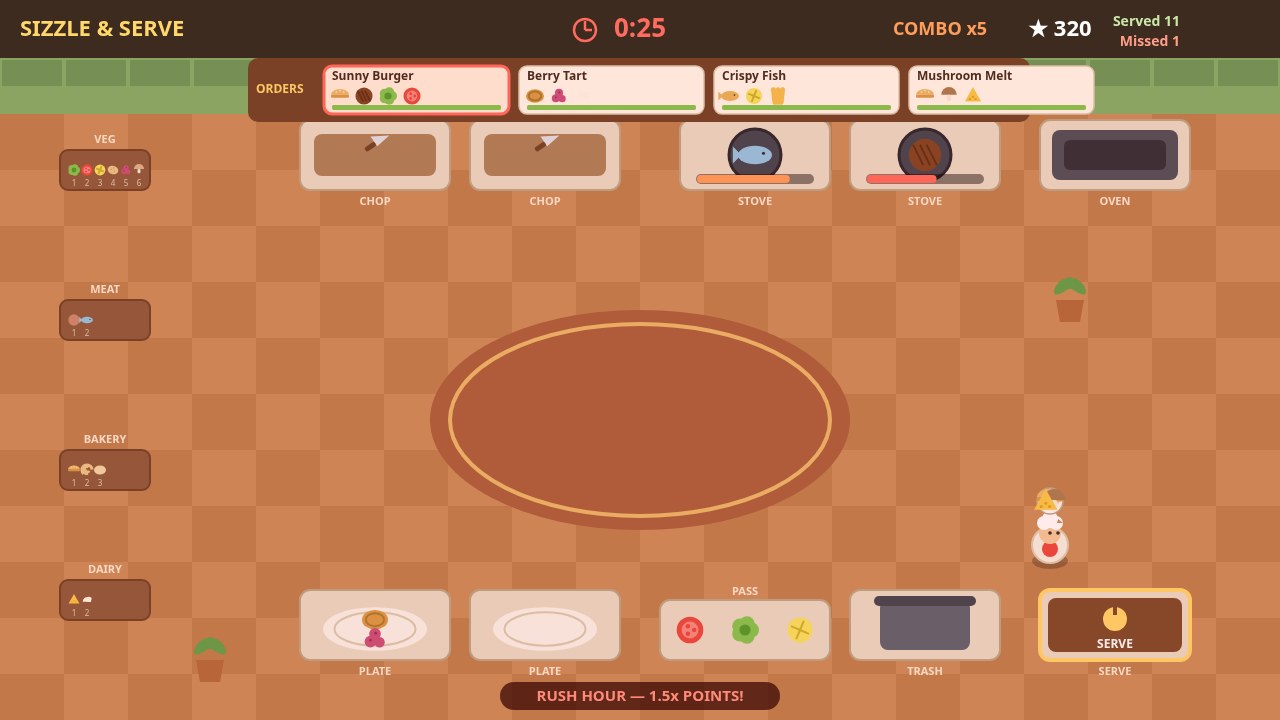 SIZZLE & SERVE
0:25
COMBO x5
★ 320
Served 11
Missed 1
ORDERS
Sunny Burger
Berry Tart
Crispy Fish
Mushroom Melt
VEG
1 2 3 4 5 6
CHOP
CHOP
STOVE
STOVE
OVEN
MEAT
1 2
BAKERY
1 2 3
DAIRY
1 2
PASS
SERVE
PLATE
PLATE
TRASH
SERVE
RUSH HOUR — 1.5x POINTS!